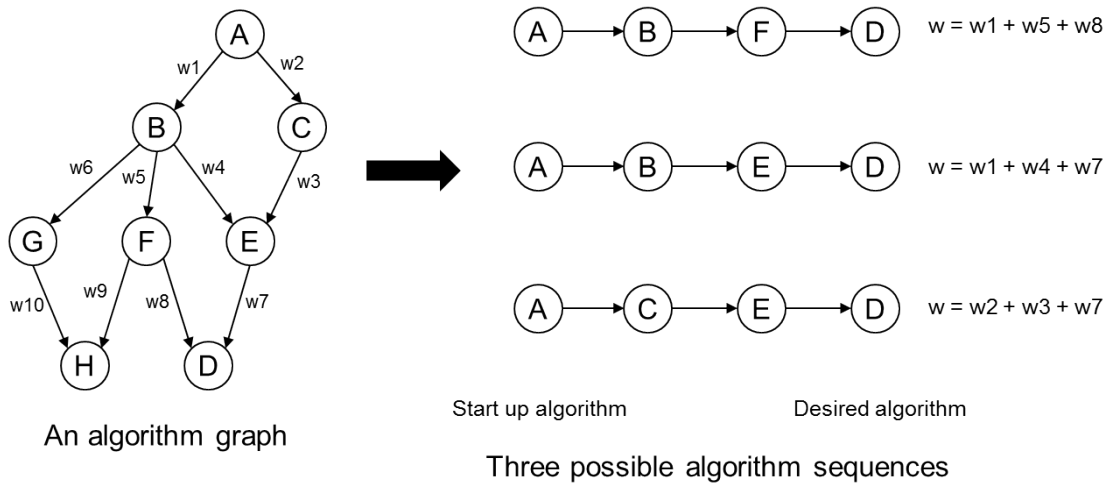 A
w1
w2
B
C
w6
w5
w4
w3
G
F
E
w10
w9
w8
w7
H
D
An algorithm graph
A B F D w = w1 + w5 + w8
A B E D w = w1 + w4 + w7
A C E D w = w2 + w3 + w7
Start up algorithm Desired algorithm
Three possible algorithm sequences